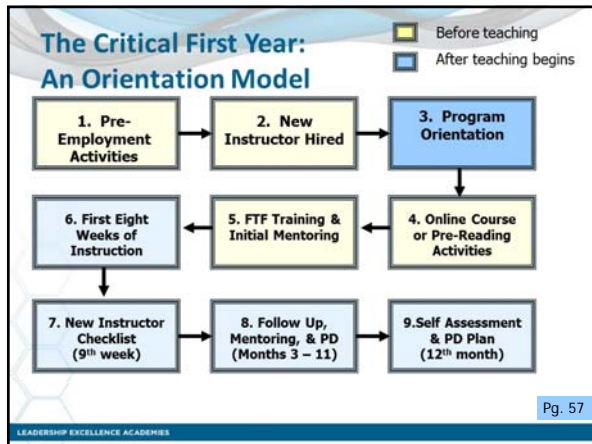 The Critical First Year:
An Orientation Model
Before teaching
After teaching begins
1. Pre-
Employment
Activities
2. New
Instructor Hired
3. Program
Orientation
6. First Eight
Weeks of
Instruction
5. FTF Training &
Initial Mentoring
4. Online Course
or Pre-Reading
Activities
7. New Instructor
Checklist
(9th week)
8. Follow Up,
Mentoring, & PD
(Months 3 – 11)
9.Self Assessment
& PD Plan
(12th month)
Pg. 57
LEADERSHIP EXCELLENCE ACADEMIES